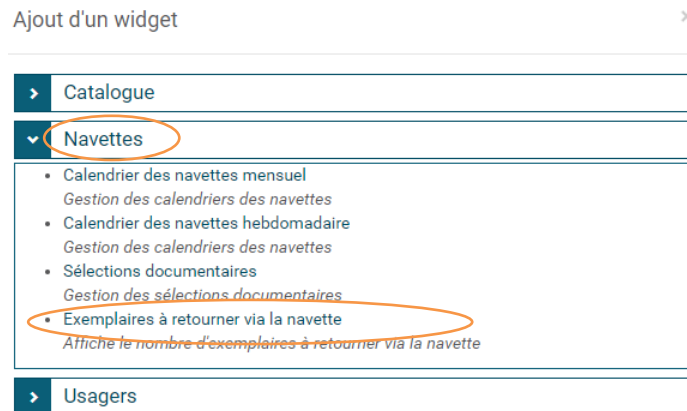 Ajout d'un widget
Catalogue
Navettes
Calendrier des navettes mensuel
Gestion des calendriers des navettes
Calendrier des navettes hebdomadaire
Gestion des calendriers des navettes
Sélections documentaires
Gestion des sélections documentaires
Exemplaires à retourner via la navette
Affiche le nombre d'exemplaires à retourner via la navette
Usagers